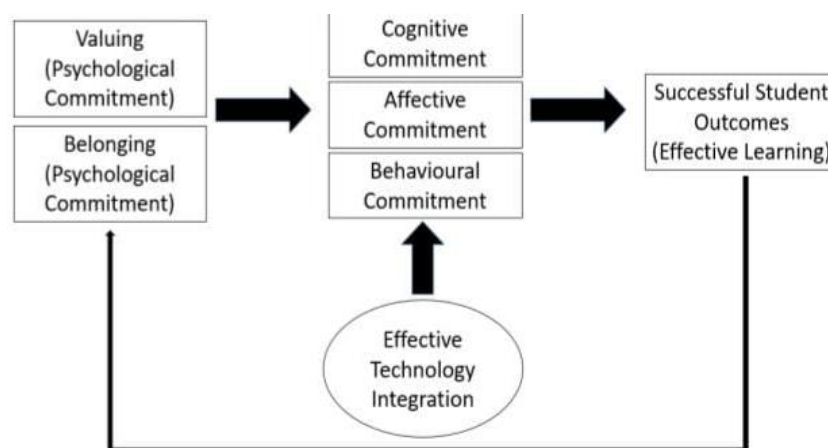 Valuing
(Psychological
Commitment)
Belonging
(Psychological
Commitment)
Cognitive
Commitment
Affective
Commitment
Behavioural
Commitment
Successful Student
Outcomes
(Effective Learning)
Effective
Technology
Integration